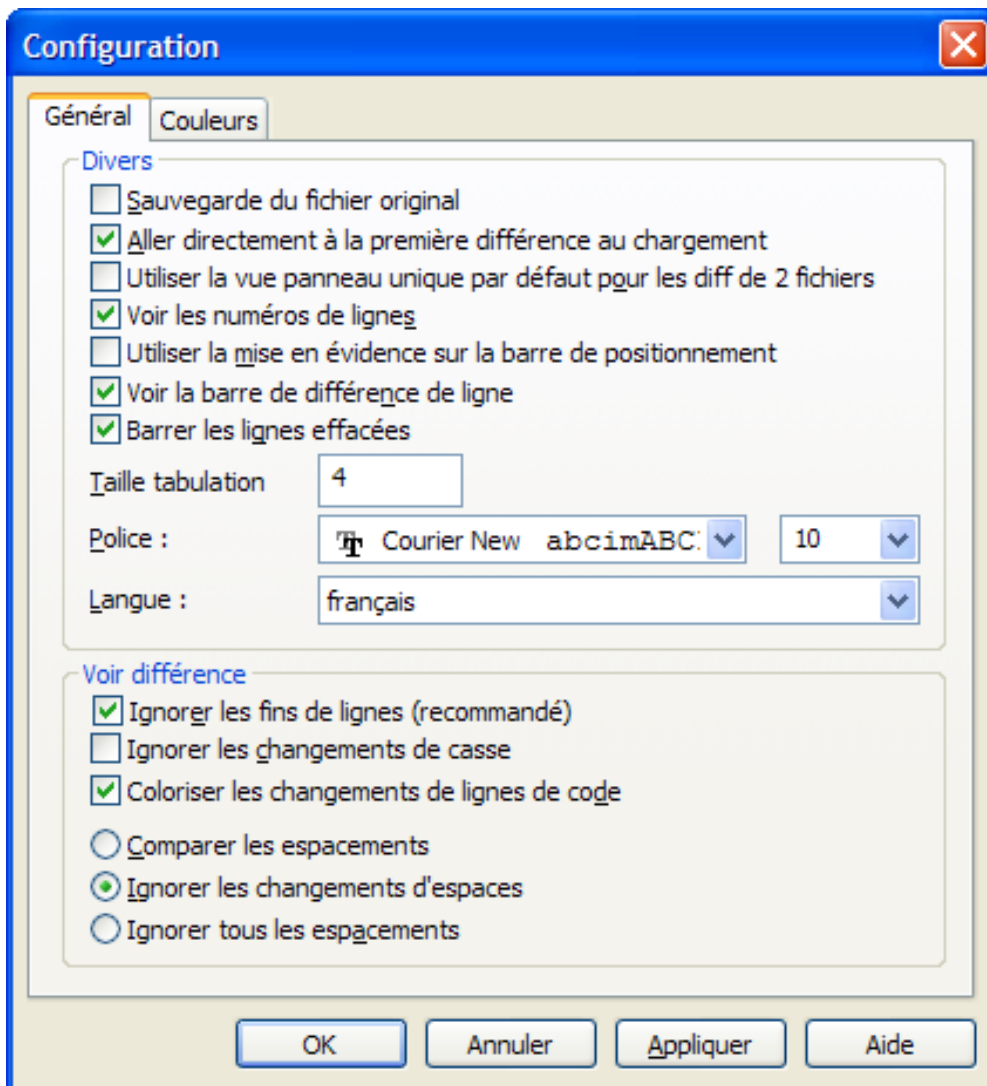 Configuration
Général
Couleurs
Divers
Sauvegarde du fichier original
Aller directement à la première différence au chargement
Utiliser la vue panneau unique par défaut pour les diff de 2 fichiers
Voir les numéros de lignes
Utiliser la mise en évidence sur la barre de positionnement
Voir la barre de différence de ligne
Barrer les lignes effacées
Taille tabulation 4
Police : Courier New abcimABC 10
Langue : français
Voir différence
Ignorer les fins de lignes (recommandé)
Ignorer les changements de casse
Coloriser les changements de lignes de code
Comparer les espacements
Ignorer les changements d'espaces
Ignorer tous les espacements
OK Annuler Appliquer Aide